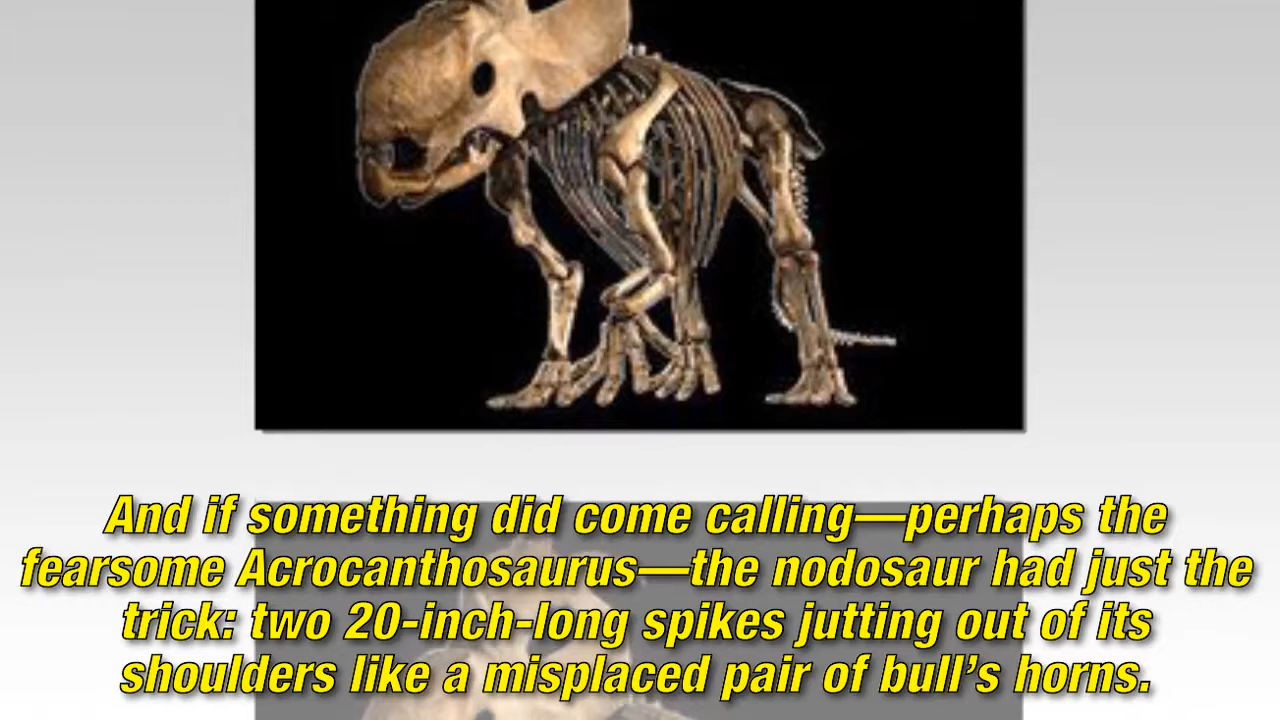 And if something did come calling—perhaps the
fearsome Acrocanthosaurus—the nodosaur had just the
trick: two 20-inch-long spikes jutting out of its
shoulders like a misplaced pair of bull’s horns.